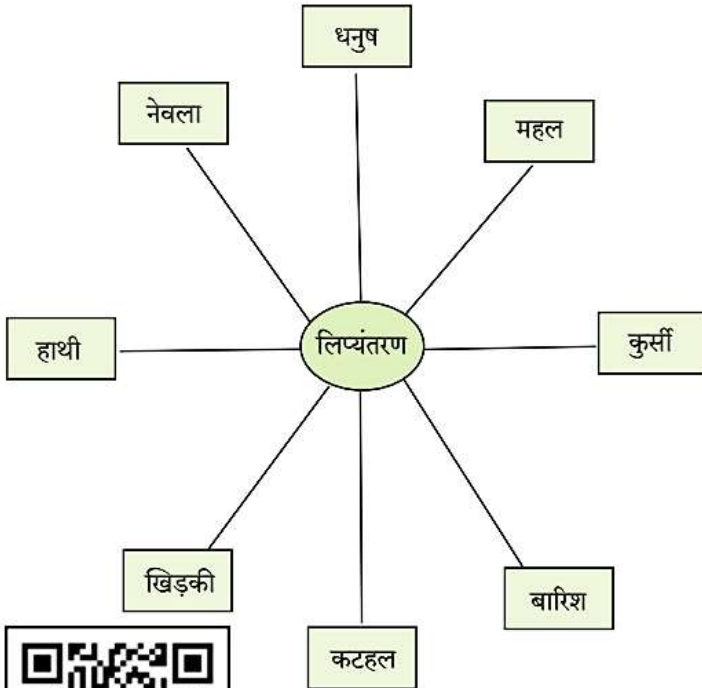 धनुष
नेवला
महल
हाथी
लिप्यंतरण
कुर्सी
खिड़की
बारिश
कटहल